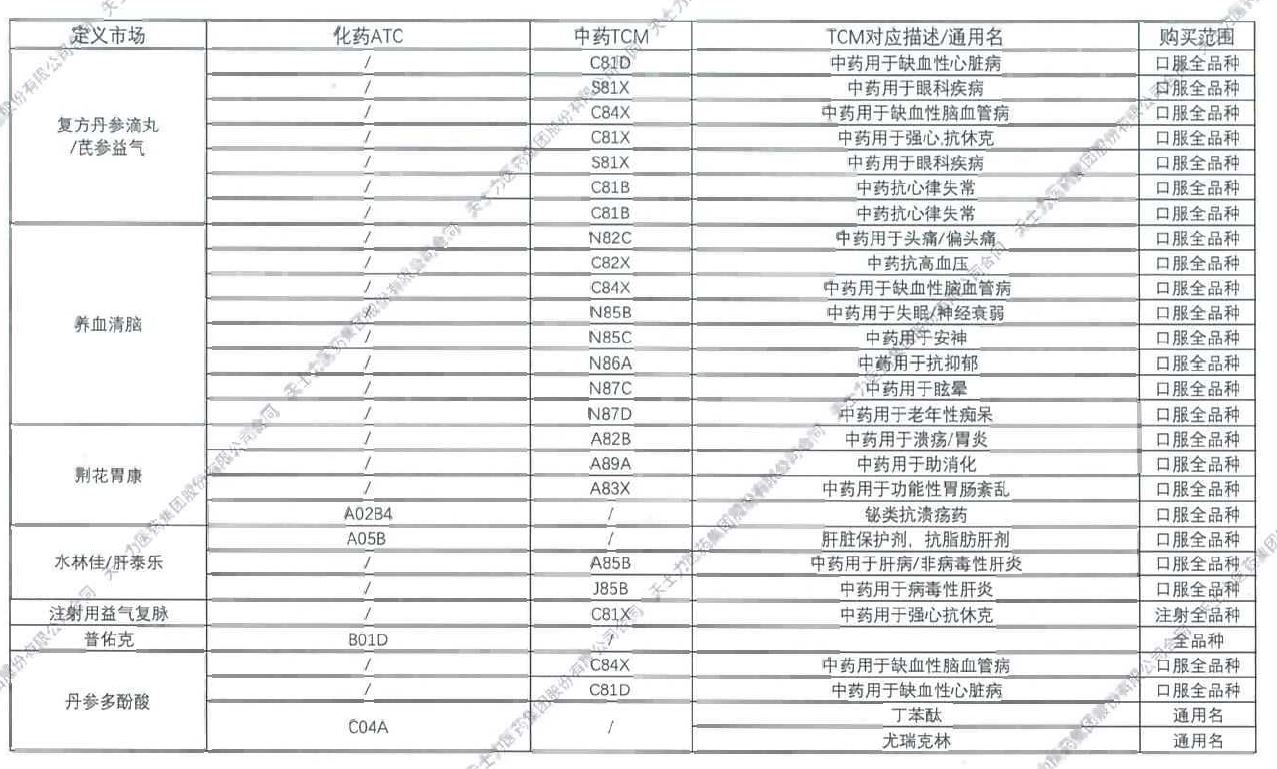 定义市场 化药ATC 中药TCM TCM对应描述/通用名 购买范围
复方丹参滴丸
/芪参益气
/ C81D 中药用于缺血性心脏病 口服全品种
/ S81X 中药用于眼科疾病 口服全品种
/ C84X 中药用于缺血性脑血管病 口服全品种
/ C81X 中药用于强心,抗休克 口服全品种
/ S81X 中药用于眼科疾病 口服全品种
/ C81B 中药抗心律失常 口服全品种
/ C81B 中药抗心律失常 口服全品种
养血清脑
/ N82C 中药用于头痛/偏头痛 口服全品种
/ C82X 中药抗高血压 口服全品种
/ C84X 中药用于缺血性脑血管病 口服全品种
/ N85B 中药用于失眠/神经衰弱 口服全品种
/ N85C 中药用于安神 口服全品种
/ N86A 中药用于抗抑郁 口服全品种
/ N87C 中药用于眩晕 口服全品种
/ N87D 中药用于老年性痴呆 口服全品种
荆花胃康
/ A82B 中药用于溃疡/胃炎 口服全品种
/ A89A 中药用于助消化 口服全品种
/ A83X 中药用于功能性胃肠紊乱 口服全品种
A02B4 / 铋类抗溃疡药 口服全品种
水林佳/肝泰乐
A05B / 肝脏保护剂，抗脂肪肝剂 口服全品种
/ A85B 中药用于肝病/非病毒性肝炎 口服全品种
/ J85B 中药用于病毒性肝炎 口服全品种
注射用益气复脉 / C81X 中药用于强心抗休克 注射全品种
普佑克 B01D / 全品种
丹参多酚酸
/ C84X 中药用于缺血性脑血管病 口服全品种
/ C81D 中药用于缺血性心脏病 口服全品种
C04A / 丁苯酞 通用名
尤瑞克林 通用名
天士力医药集团股份有限公司合同